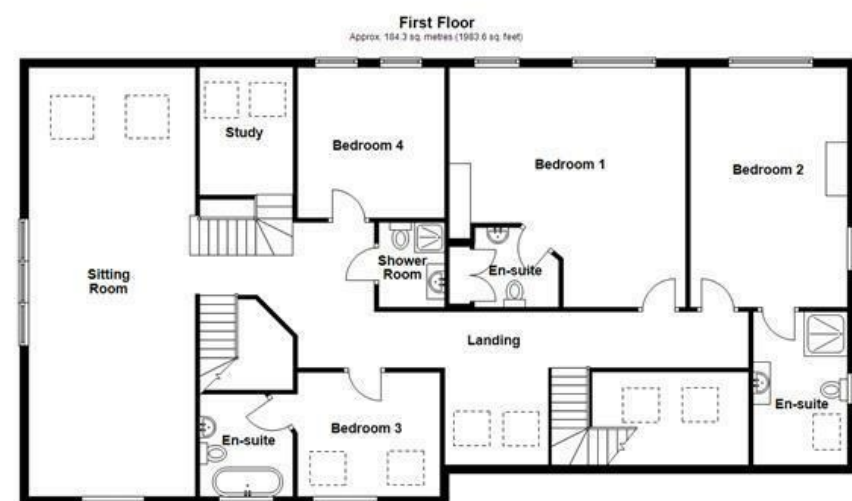 First Floor
Approx. 184.3 sq. metres (1983.6 sq. feet)
Study
Bedroom 4
Bedroom 1
Bedroom 2
Sitting
Room
Shower
Room
En-suite
Landing
En-suite
Bedroom 3
En-suite